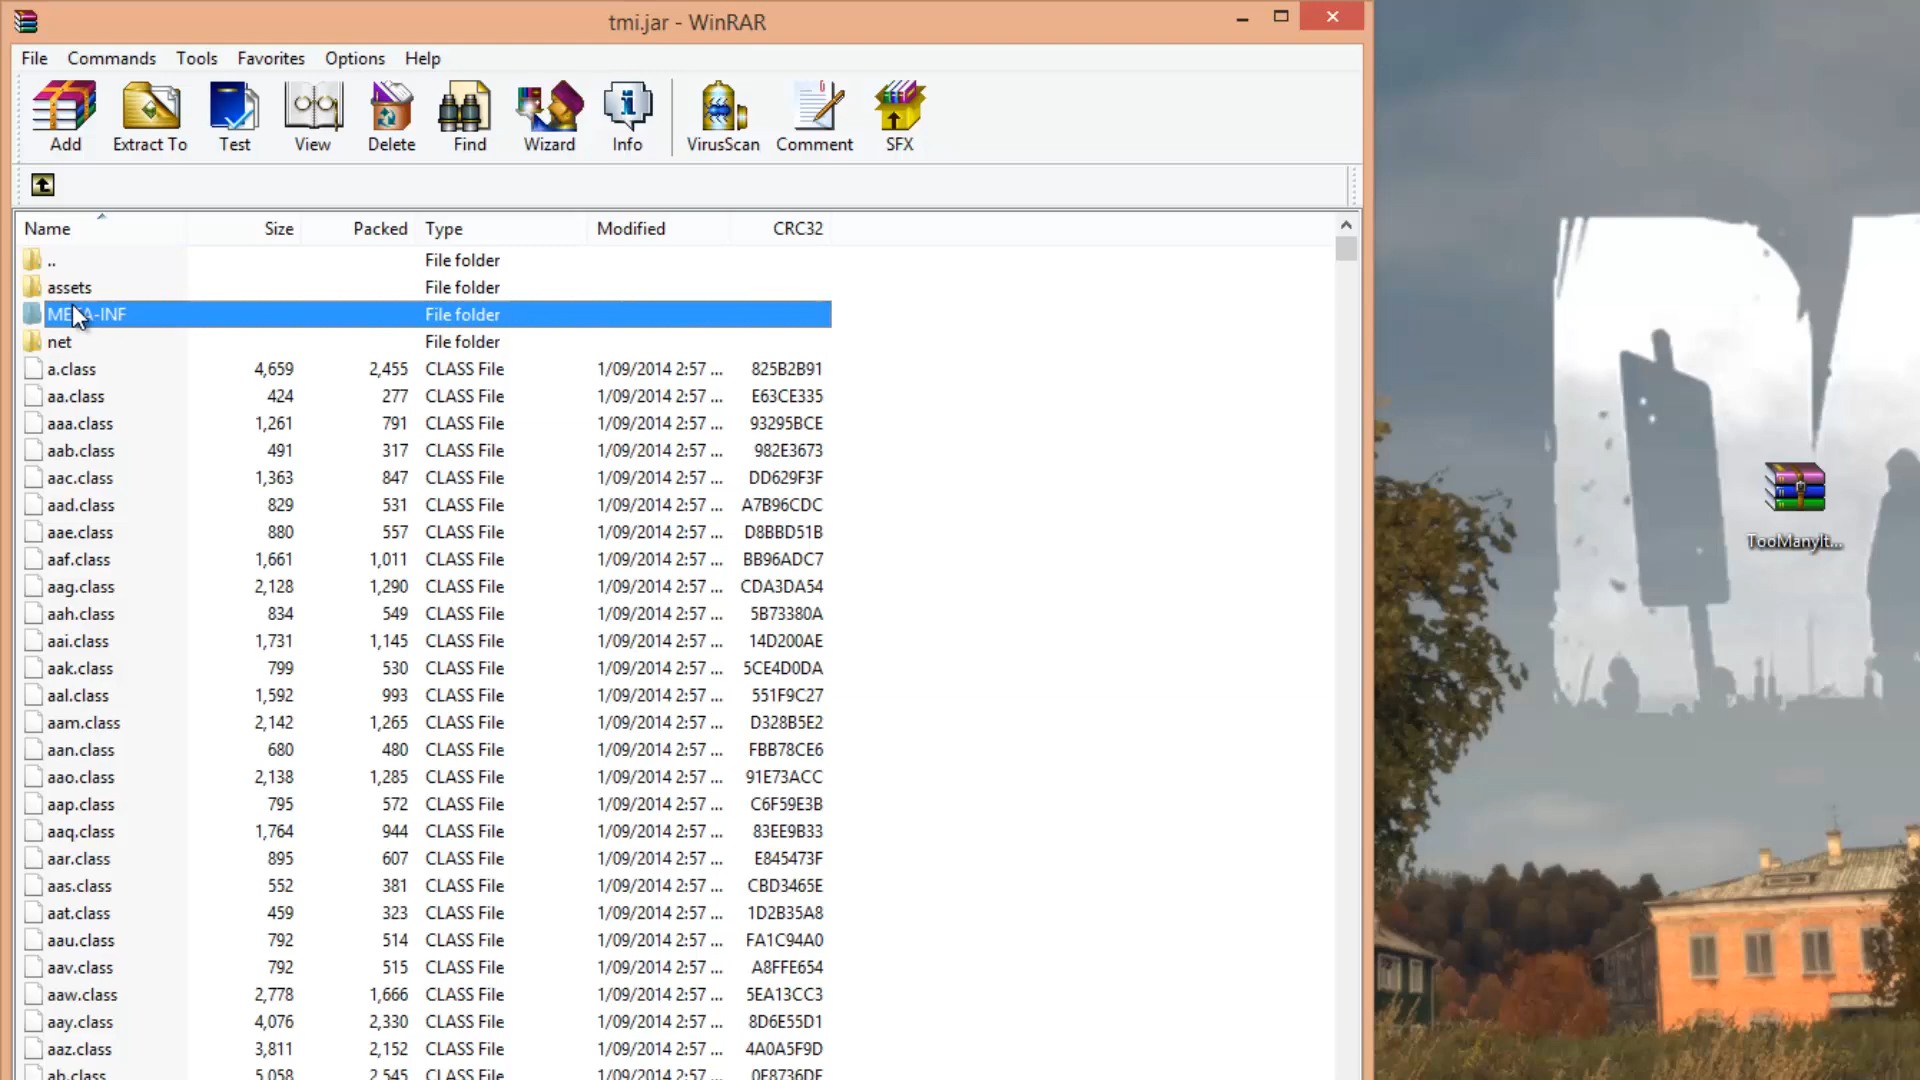 tmi.jar - WinRAR
File Commands Tools Favorites Options Help
Add Extract To Test View Delete Find Wizard Info VirusScan Comment SFX
Name Size Packed Type Modified CRC32
.. File folder
assets File folder
META-INF File folder
net File folder
a.class 4,659 2,455 CLASS File 1/09/2014 2:57 ... 825B2B91
aa.class 424 277 CLASS File 1/09/2014 2:57 ... E63CE335
aaa.class 1,261 791 CLASS File 1/09/2014 2:57 ... 93295BCE
aab.class 491 317 CLASS File 1/09/2014 2:57 ... 982E3673
aac.class 1,363 847 CLASS File 1/09/2014 2:57 ... DD629F3F
aad.class 829 531 CLASS File 1/09/2014 2:57 ... A7B96CDC
aae.class 880 557 CLASS File 1/09/2014 2:57 ... D8BBD51B
aaf.class 1,661 1,011 CLASS File 1/09/2014 2:57 ... BB96ADC7
aag.class 2,128 1,290 CLASS File 1/09/2014 2:57 ... CDA3DA54
aah.class 834 549 CLASS File 1/09/2014 2:57 ... 5B73380A
aai.class 1,731 1,145 CLASS File 1/09/2014 2:57 ... 14D200AE
aak.class 799 530 CLASS File 1/09/2014 2:57 ... 5CE4D0DA
aal.class 1,592 993 CLASS File 1/09/2014 2:57 ... 551F9C27
aam.class 2,142 1,265 CLASS File 1/09/2014 2:57 ... D328B5E2
aan.class 680 480 CLASS File 1/09/2014 2:57 ... FBB78CE6
aao.class 2,138 1,285 CLASS File 1/09/2014 2:57 ... 91E73ACC
aap.class 795 572 CLASS File 1/09/2014 2:57 ... C6F59E3B
aaq.class 1,764 944 CLASS File 1/09/2014 2:57 ... 83EE9B33
aar.class 895 607 CLASS File 1/09/2014 2:57 ... E845473F
aas.class 552 381 CLASS File 1/09/2014 2:57 ... CBD3465E
aat.class 459 323 CLASS File 1/09/2014 2:57 ... 1D2B35A8
aau.class 792 514 CLASS File 1/09/2014 2:57 ... FA1C94A0
aav.class 792 515 CLASS File 1/09/2014 2:57 ... A8FFE654
aaw.class 2,778 1,666 CLASS File 1/09/2014 2:57 ... 5EA13CC3
aay.class 4,076 2,330 CLASS File 1/09/2014 2:57 ... 8D6E55D1
aaz.class 3,811 2,152 CLASS File 1/09/2014 2:57 ... 4A0A5F9D
ab.class 5,058 2,545 CLASS File 1/09/2014 2:57 ... 0F8736DF
TooManyIt...